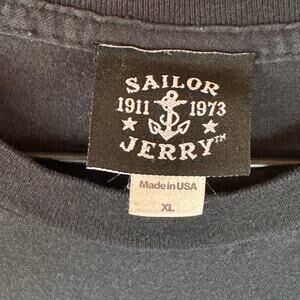 SAILOR
1911 1973
JERRY™
Made in USA
XL